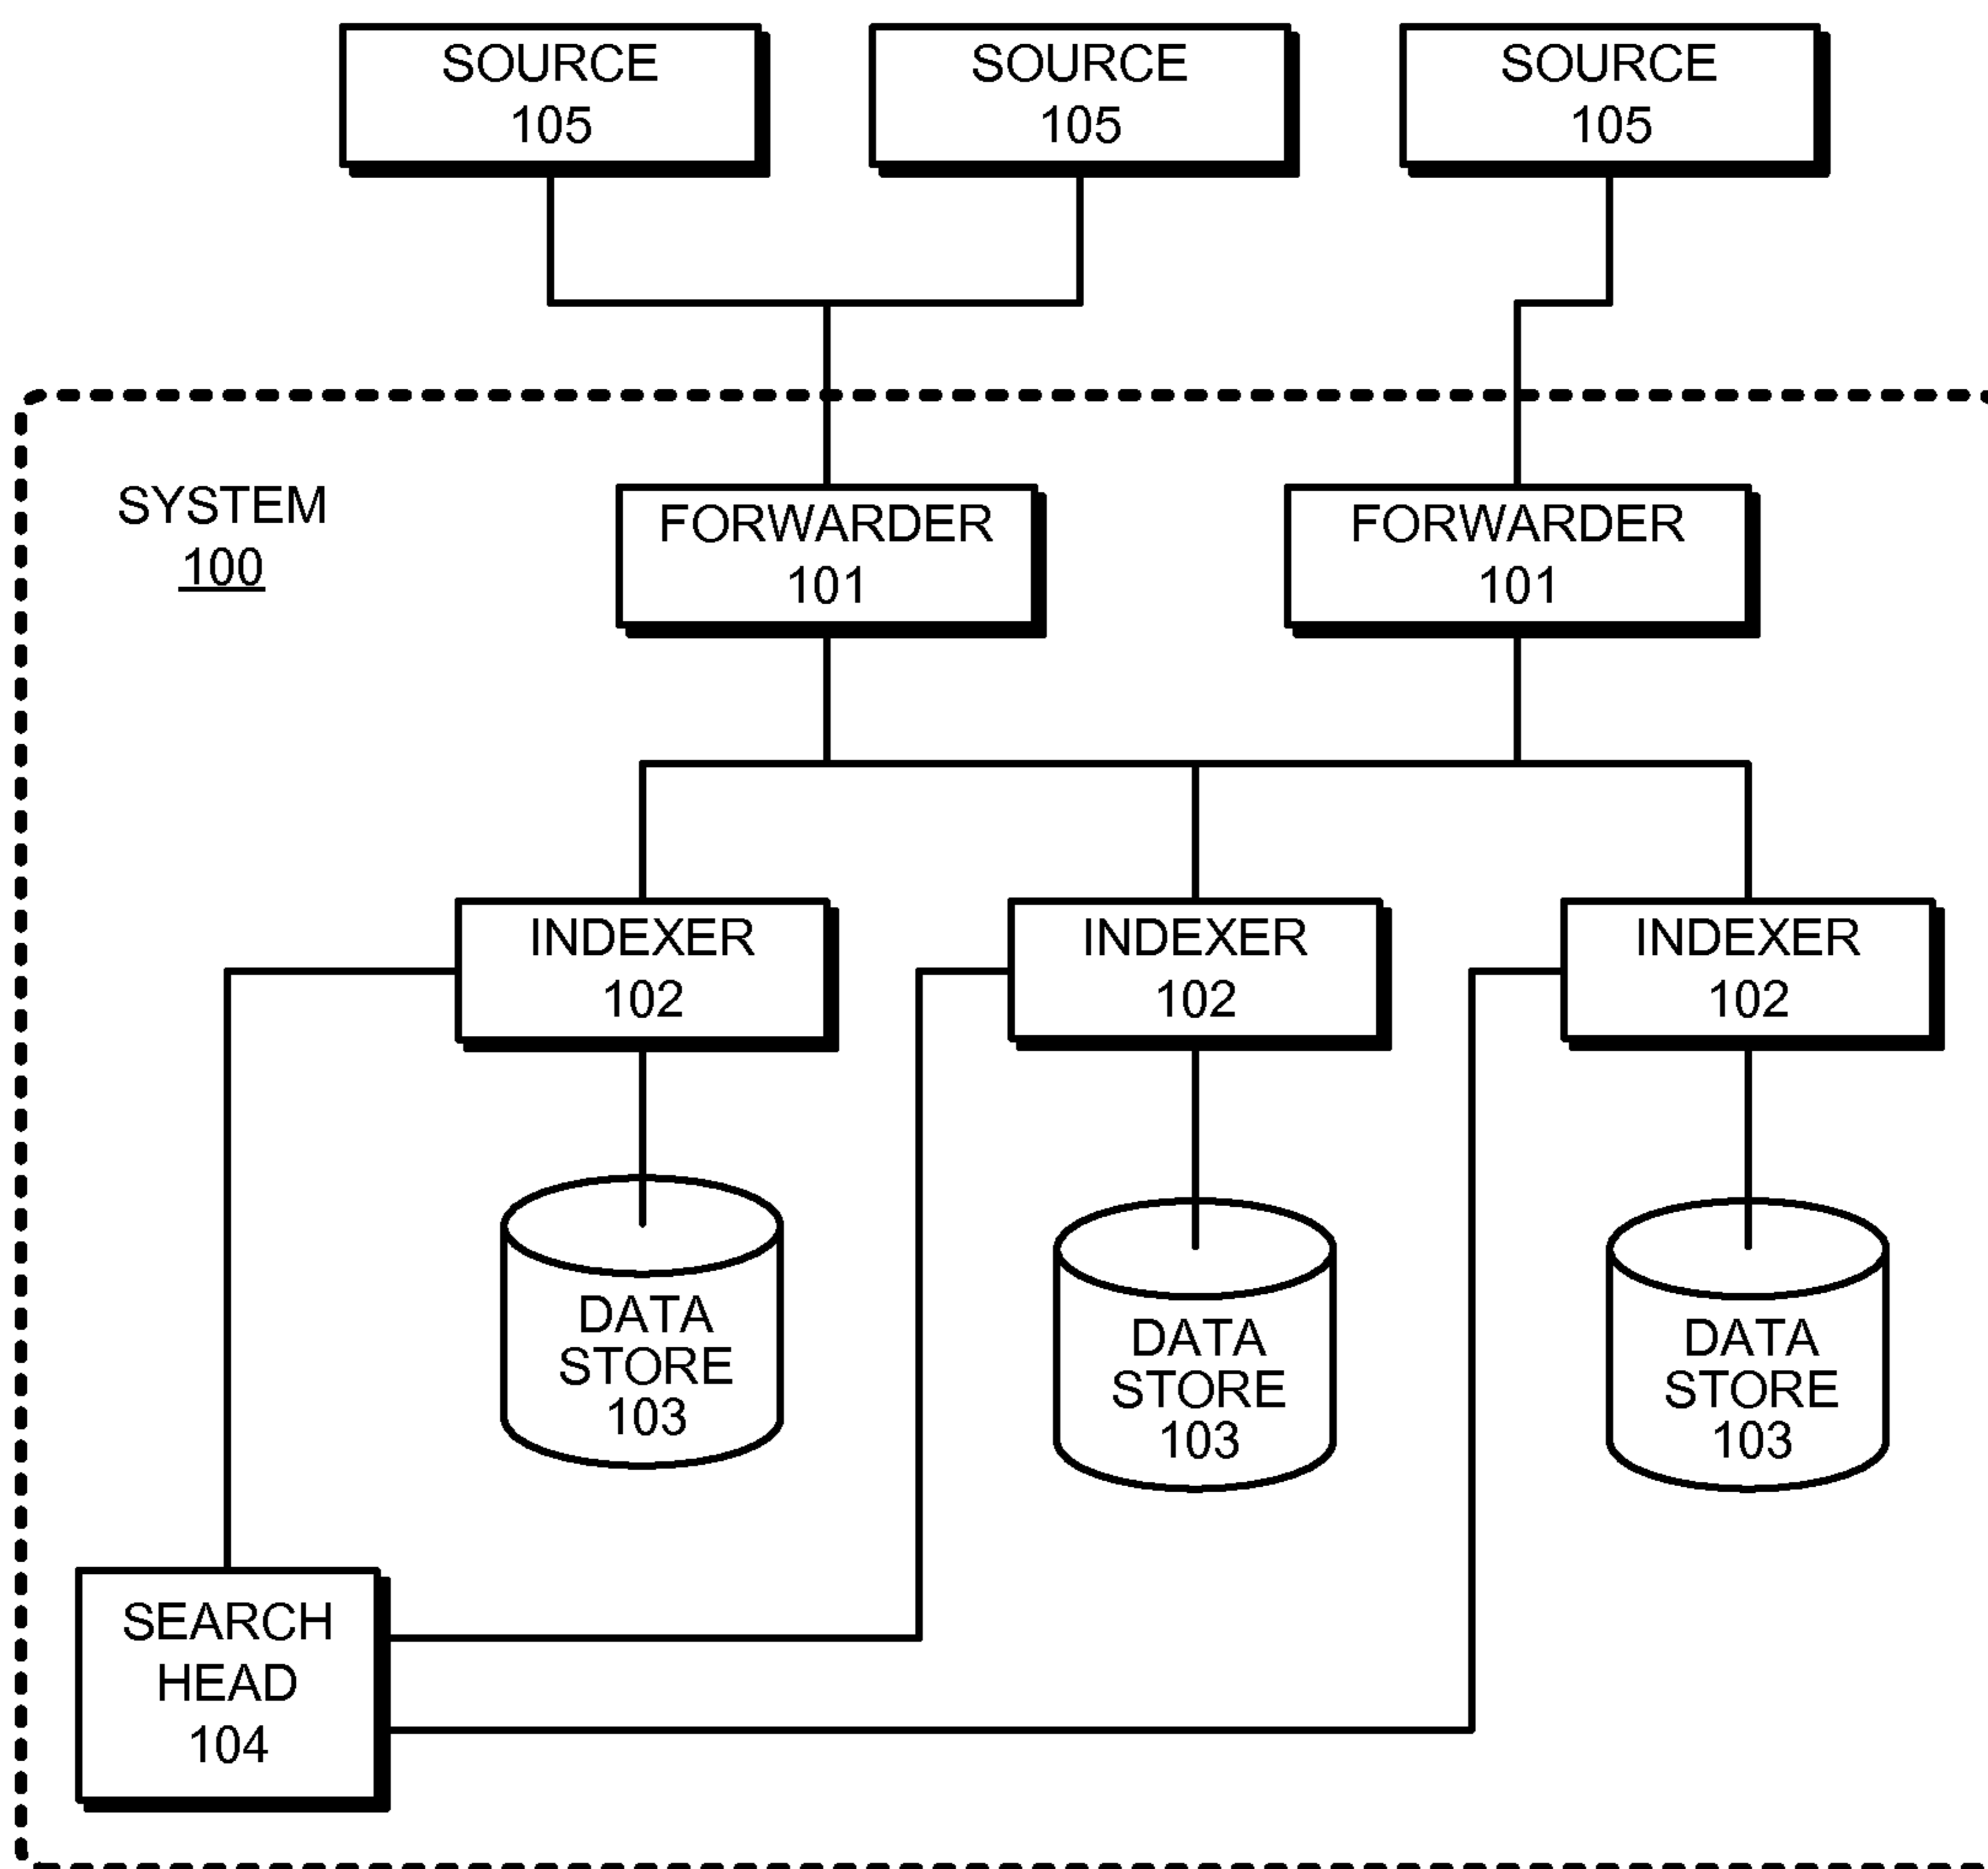 SOURCE
105
SOURCE
105
SOURCE
105
SYSTEM
100
FORWARDER
101
FORWARDER
101
INDEXER
102
INDEXER
102
INDEXER
102
DATA
STORE
103
DATA
STORE
103
DATA
STORE
103
SEARCH
HEAD
104